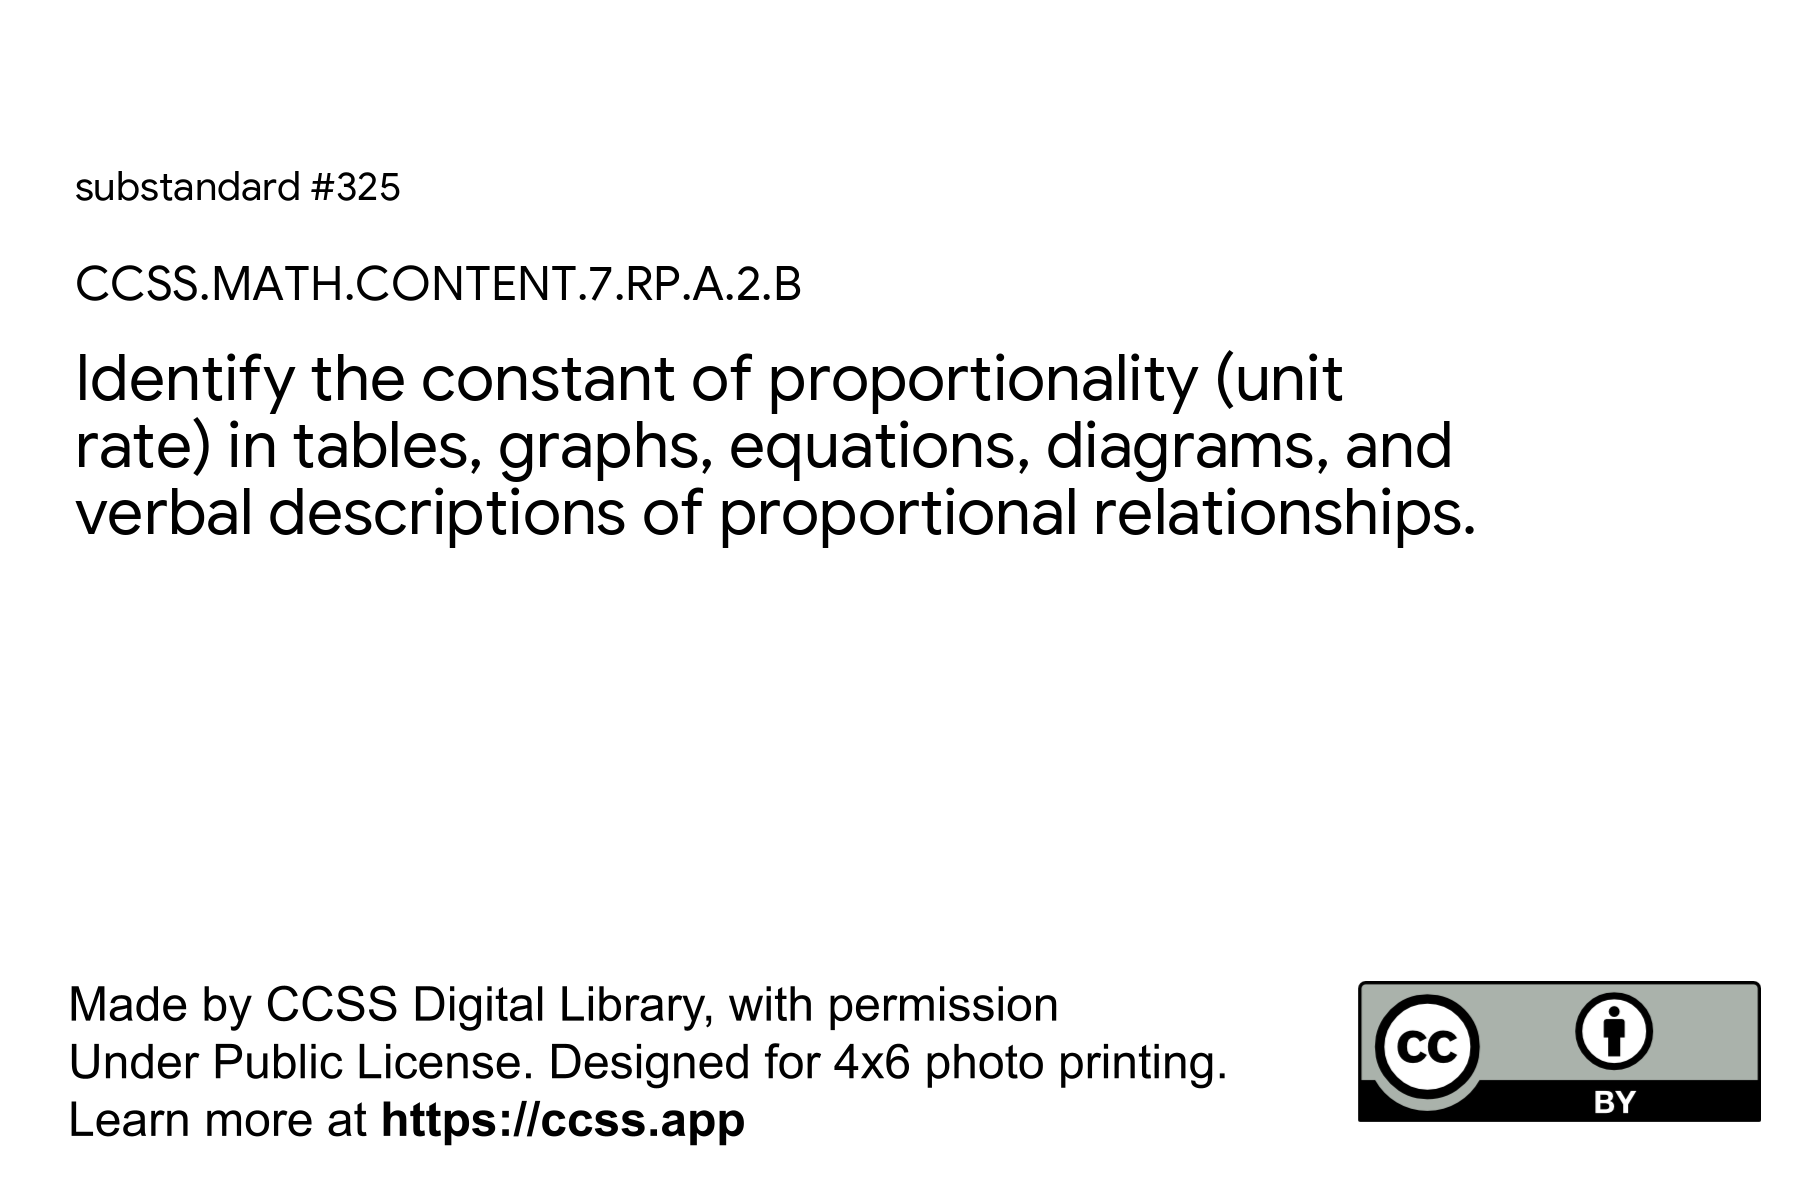 substandard #325
CCSS.MATH.CONTENT.7.RP.A.2.B
Identify the constant of proportionality (unit
rate) in tables, graphs, equations, diagrams, and
verbal descriptions of proportional relationships.
Made by CCSS Digital Library, with permission
Under Public License. Designed for 4x6 photo printing.
Learn more at https://ccss.app
cc
BY